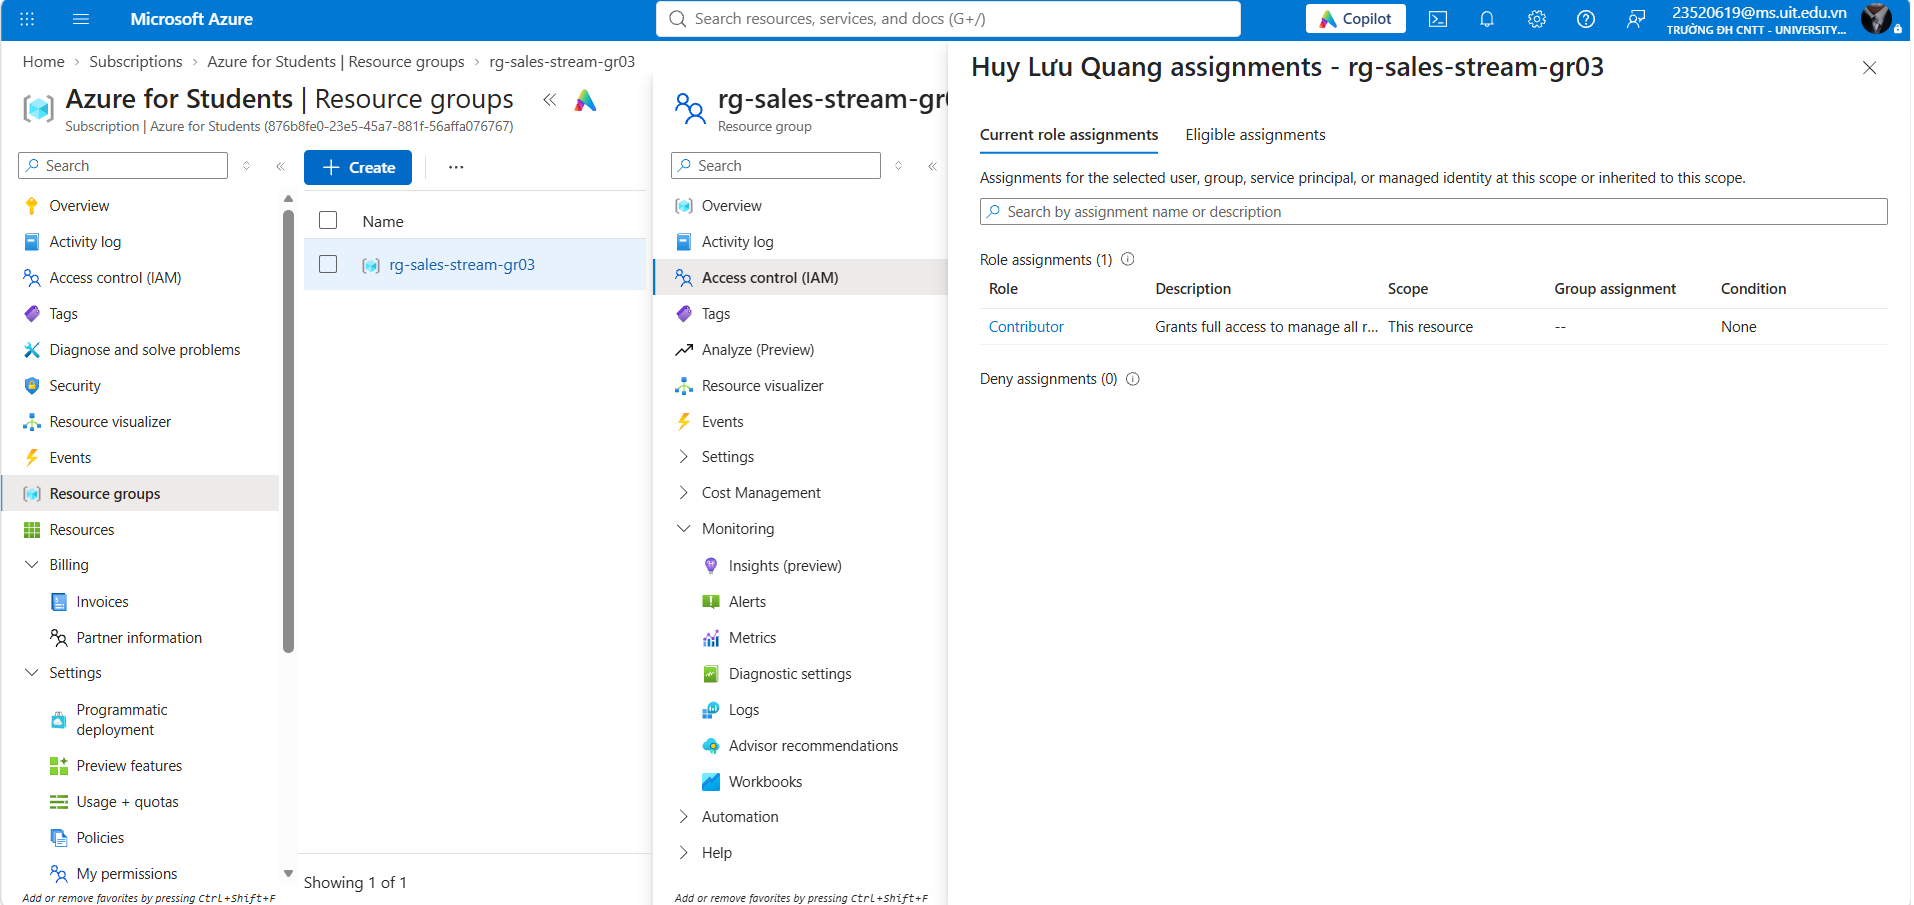 Microsoft Azure
Search resources, services, and docs (G+/)
Copilot
23520619@ms.uit.edu.vn
TRƯỜNG ĐH CNTT - UNIVERSITY...
Home > Subscriptions > Azure for Students | Resource groups > rg-sales-stream-gr03
Azure for Students | Resource groups
Subscription | Azure for Students (876b8fe0-23e5-45a7-881f-56affa076767)
Search
Overview
Activity log
Access control (IAM)
Tags
Diagnose and solve problems
Security
Resource visualizer
Events
Resource groups
Resources
Billing
Invoices
Partner information
Settings
Programmatic
deployment
Preview features
Usage + quotas
Policies
My permissions
Add or remove favorites by pressing Ctrl+Shift+F
Create
...
Name
rg-sales-stream-gr03
Showing 1 of 1
rg-sales-stream-gr0
Resource group
Search
Overview
Activity log
Access control (IAM)
Tags
Analyze (Preview)
Resource visualizer
Events
Settings
Cost Management
Monitoring
Insights (preview)
Alerts
Metrics
Diagnostic settings
Logs
Advisor recommendations
Workbooks
Automation
Help
Add or remove favorites by pressing Ctrl+Shift+F
Huy Lưu Quang assignments - rg-sales-stream-gr03
Current role assignments
Eligible assignments
Assignments for the selected user, group, service principal, or managed identity at this scope or inherited to this scope.
Search by assignment name or description
Role assignments (1)
Role Description Scope Group assignment Condition
Contributor Grants full access to manage all r... This resource -- None
Deny assignments (0)